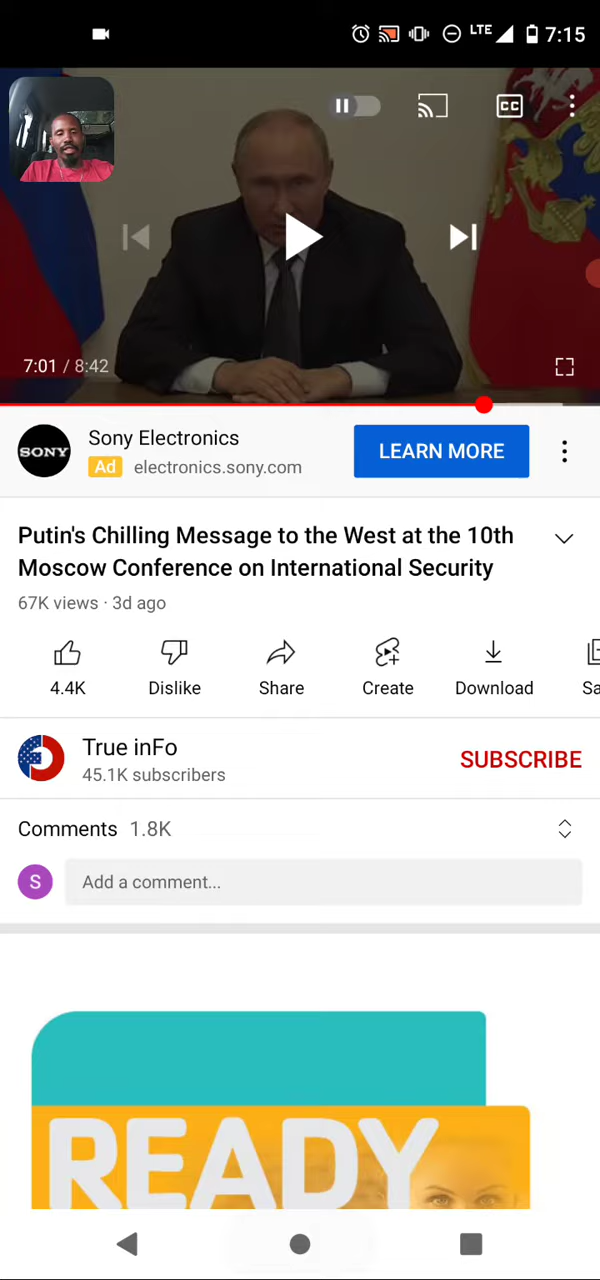 LTE 7:15
CC
7:01 / 8:42
SONY
Sony Electronics
Ad electronics.sony.com
LEARN MORE
Putin's Chilling Message to the West at the 10th
Moscow Conference on International Security
67K views · 3d ago
4.4K Dislike Share Create Download Sa
True inFo
45.1K subscribers
SUBSCRIBE
Comments 1.8K
S
Add a comment...
READY